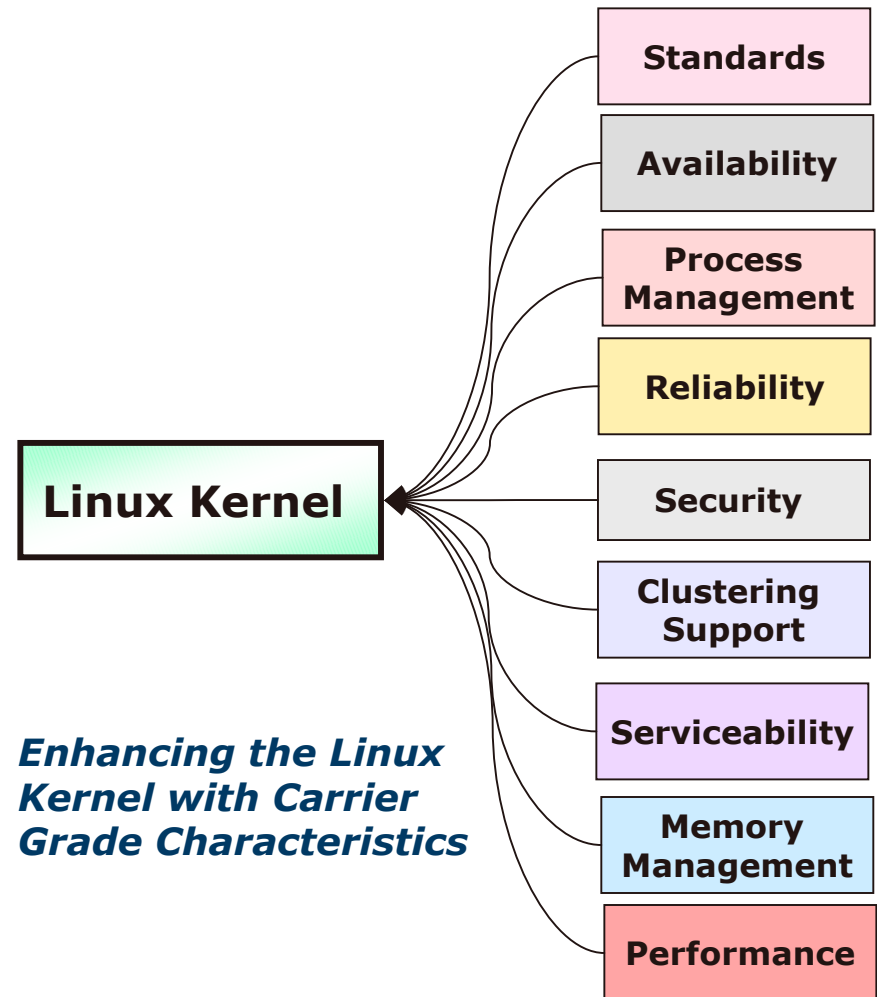 Standards
Availability
Process
Management
Reliability
Linux Kernel
Security
Clustering
Support
Serviceability
Enhancing the Linux
Kernel with Carrier
Grade Characteristics
Memory
Management
Performance